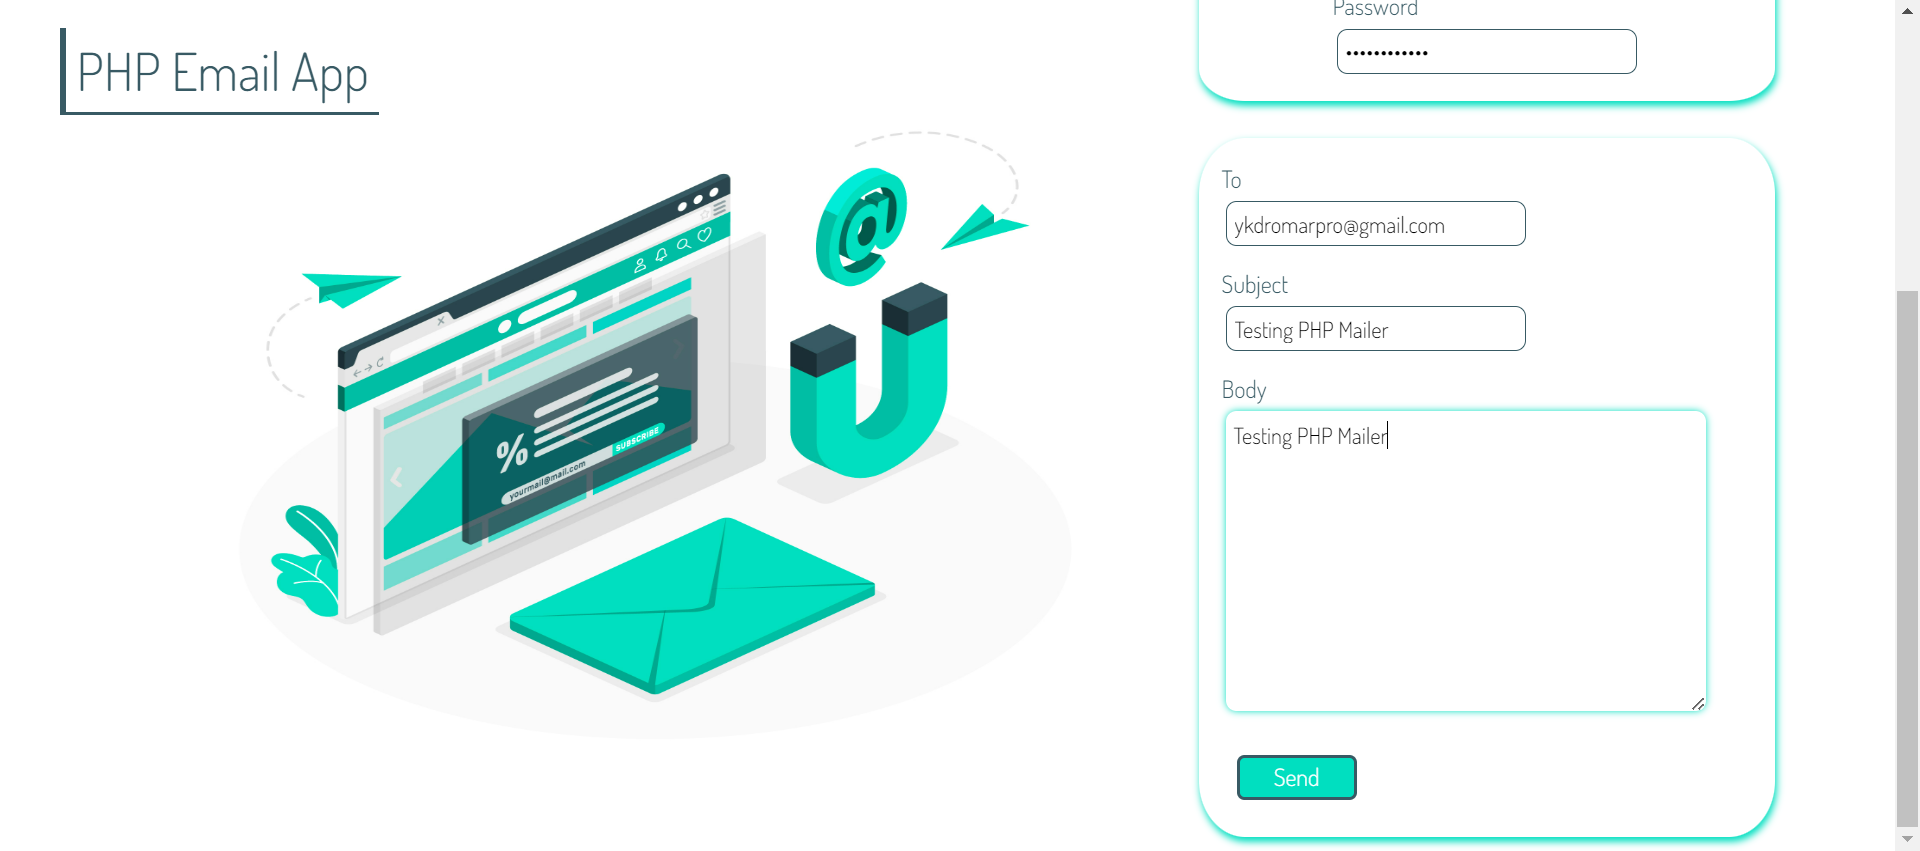 PHP Email App
Password
••••••••••••
To
ykdromarpro@gmail.com
Subject
Testing PHP Mailer
Body
Testing PHP Mailer
Send
%
SUBSCRIBE
yourmail@mail.com
@